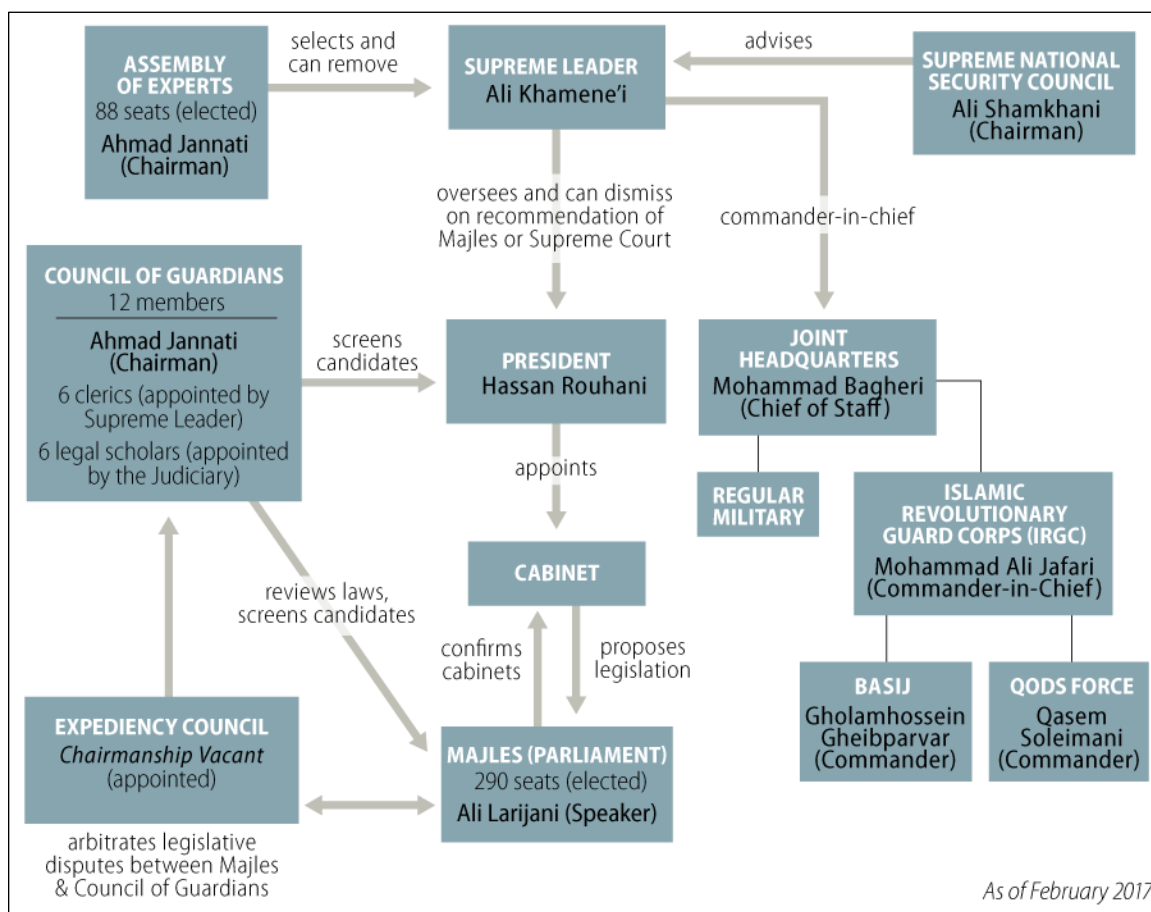 ASSEMBLY
OF EXPERTS
88 seats (elected)
Ahmad Jannati
(Chairman)
selects and
can remove
SUPREME LEADER
Ali Khamene'i
advises
SUPREME NATIONAL
SECURITY COUNCIL
Ali Shamkhani
(Chairman)
oversees and can dismiss
on recommendation of
Majles or Supreme Court
commander-in-chief
COUNCIL OF GUARDIANS
12 members
Ahmad Jannati
(Chairman)
6 clerics (appointed by
Supreme Leader)
6 legal scholars (appointed
by the Judiciary)
screens
candidates
PRESIDENT
Hassan Rouhani
JOINT
HEADQUARTERS
Mohammad Bagheri
(Chief of Staff)
appoints
REGULAR
MILITARY
ISLAMIC
REVOLUTIONARY
GUARD CORPS (IRGC)
Mohammad Ali Jafari
(Commander-in-Chief)
CABINET
reviews laws,
screens candidates
confirms
cabinets
proposes
legislation
BASIJ
Gholamhossein
Gheibparvar
(Commander)
QODS FORCE
Qasem
Soleimani
(Commander)
EXPEDIENCY COUNCIL
Chairmanship Vacant
(appointed)
MAJLES (PARLIAMENT)
290 seats (elected)
Ali Larijani (Speaker)
arbitrates legislative
disputes between Majles
& Council of Guardians
As of February 2017